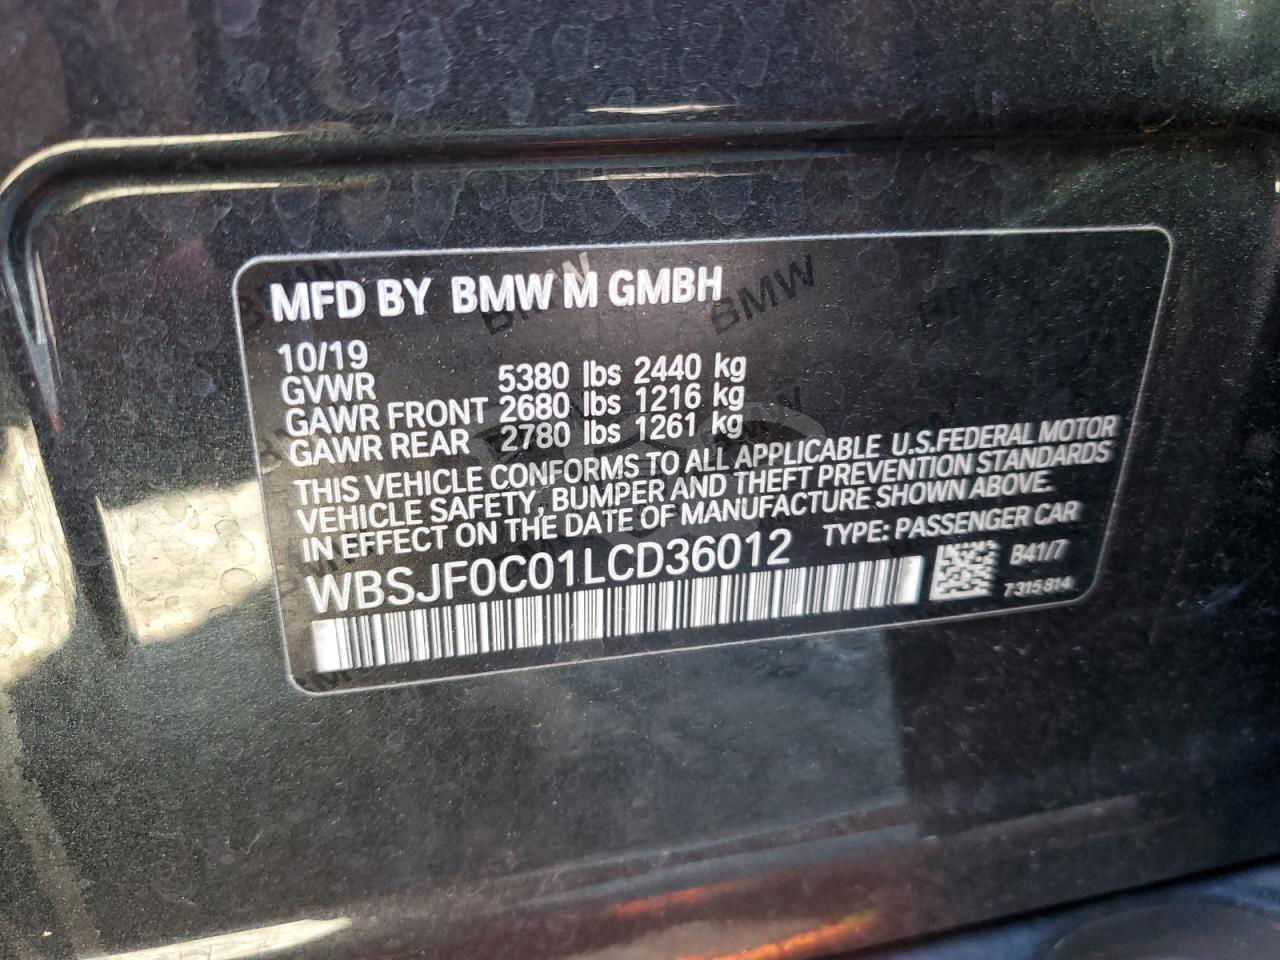 MFD BY BMW M GMBH
10/19
GVWR 5380 lbs 2440 kg
GAWR FRONT 2680 lbs 1216 kg
GAWR REAR 2780 lbs 1261 kg
THIS VEHICLE CONFORMS TO ALL APPLICABLE U.S.FEDERAL MOTOR
VEHICLE SAFETY, BUMPER AND THEFT PREVENTION STANDARDS
IN EFFECT ON THE DATE OF MANUFACTURE SHOWN ABOVE.
WBSJF0C01LCD36012 TYPE: PASSENGER CAR
B41/7
7 315 814